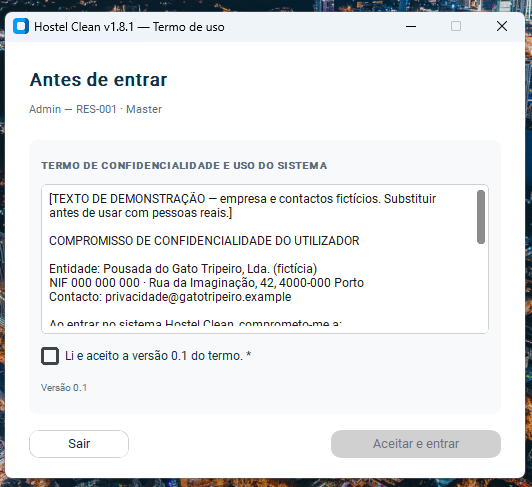 Hostel Clean v1.8.1 — Termo de uso
Antes de entrar
Admin — RES-001 · Master
TERMO DE CONFIDENCIALIDADE E USO DO SISTEMA
[TEXTO DE DEMONSTRAÇÃO — empresa e contactos fictícios. Substituir
antes de usar com pessoas reais.]
COMPROMISSO DE CONFIDENCIALIDADE DO UTILIZADOR
Entidade: Pousada do Gato Tripeiro, Lda. (fictícia)
NIF 000 000 000 · Rua da Imaginação, 42, 4000-000 Porto
Contacto: privacidade@gatotripeiro.example
Ao entrar no sistema Hostel Clean, comprometo-me a:
Li e aceito a versão 0.1 do termo. *
Versão 0.1
Sair
Aceitar e entrar